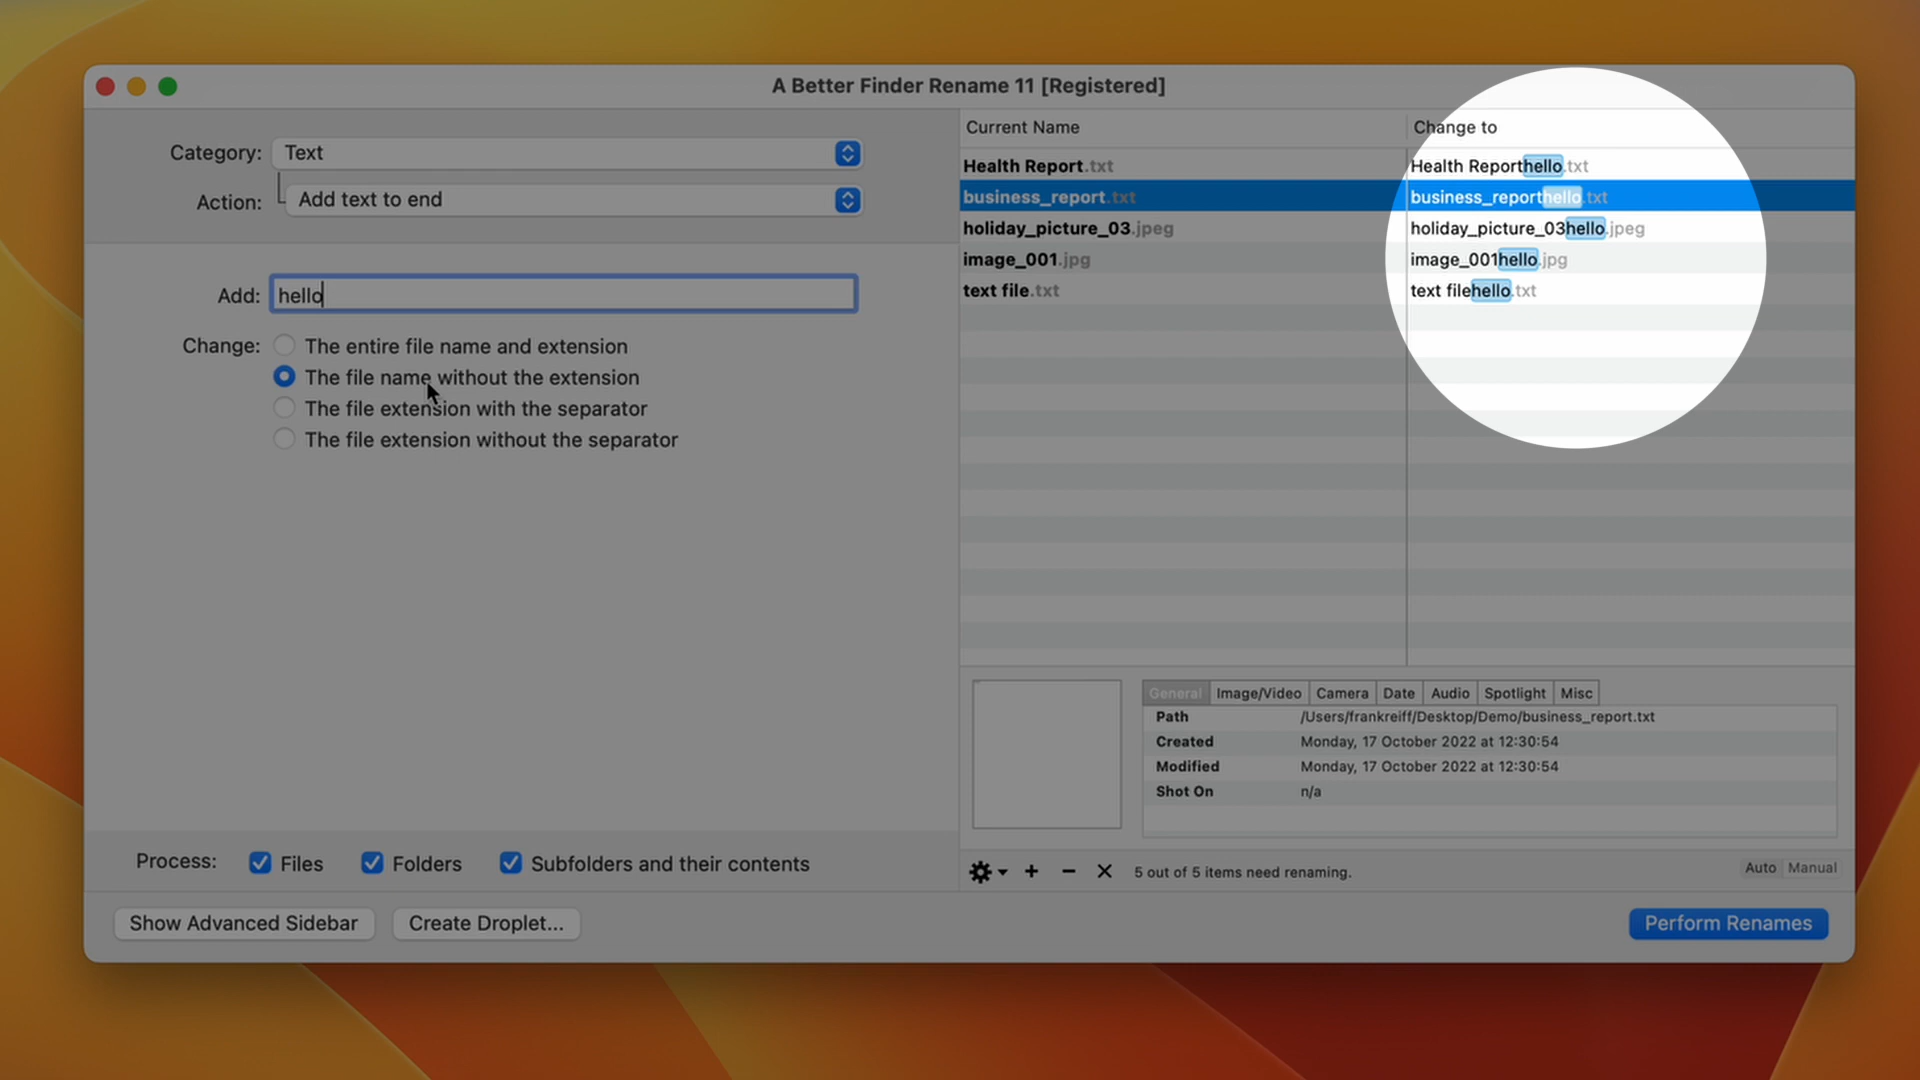 A Better Finder Rename 11 [Registered]
Category: Text
Action: Add text to end
Add: hello
Change: The entire file name and extension
The file name without the extension
The file extension with the separator
The file extension without the separator
Process: Files Folders Subfolders and their contents
Show Advanced Sidebar Create Droplet...
Current Name Change to
Health Report.txt Health Reporthello.txt
business_report.txt business_reporthello.txt
holiday_picture_03.jpeg holiday_picture_03hello.jpeg
image_001.jpg image_001hello.jpg
text file.txt text filehello.txt
General Image/Video Camera Date Audio Spotlight Misc
Path /Users/frankreiff/Desktop/Demo/business_report.txt
Created Monday, 17 October 2022 at 12:30:54
Modified Monday, 17 October 2022 at 12:30:54
Shot On n/a
5 out of 5 items need renaming. Auto Manual
Perform Renames